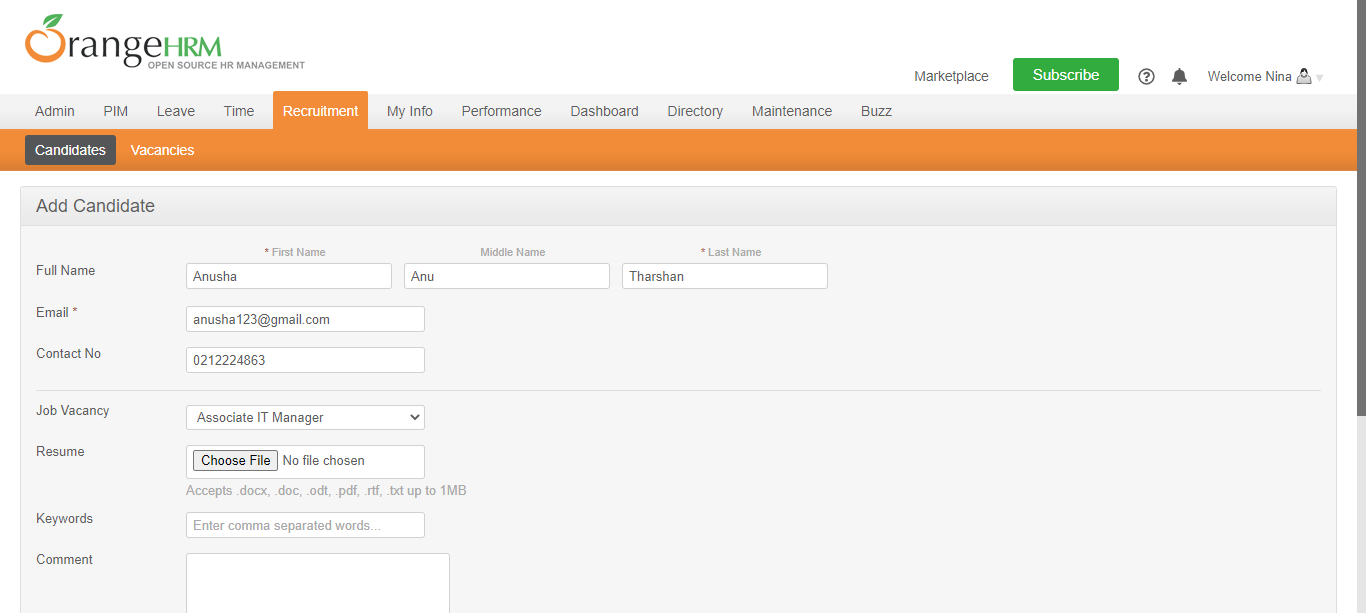 OrangeHRM
OPEN SOURCE HR MANAGEMENT
Marketplace Subscribe Welcome Nina
Admin PIM Leave Time Recruitment My Info Performance Dashboard Directory Maintenance Buzz
Candidates Vacancies
Add Candidate
* First Name Middle Name * Last Name
Full Name Anusha Anu Tharshan
Email * anusha123@gmail.com
Contact No 0212224863
Job Vacancy Associate IT Manager
Resume Choose File No file chosen
Accepts .docx, .doc, .odt, .pdf, .rtf, .txt up to 1MB
Keywords Enter comma separated words...
Comment